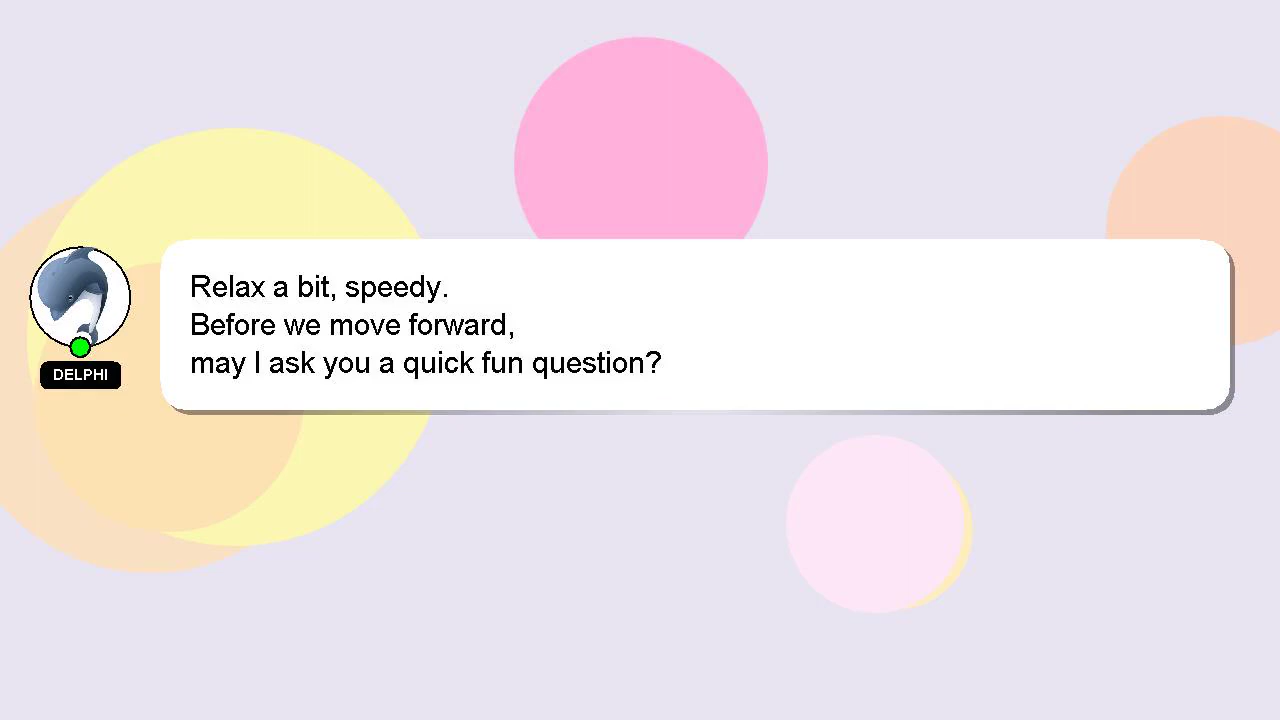 Relax a bit, speedy.
Before we move forward,
may I ask you a quick fun question?
DELPHI